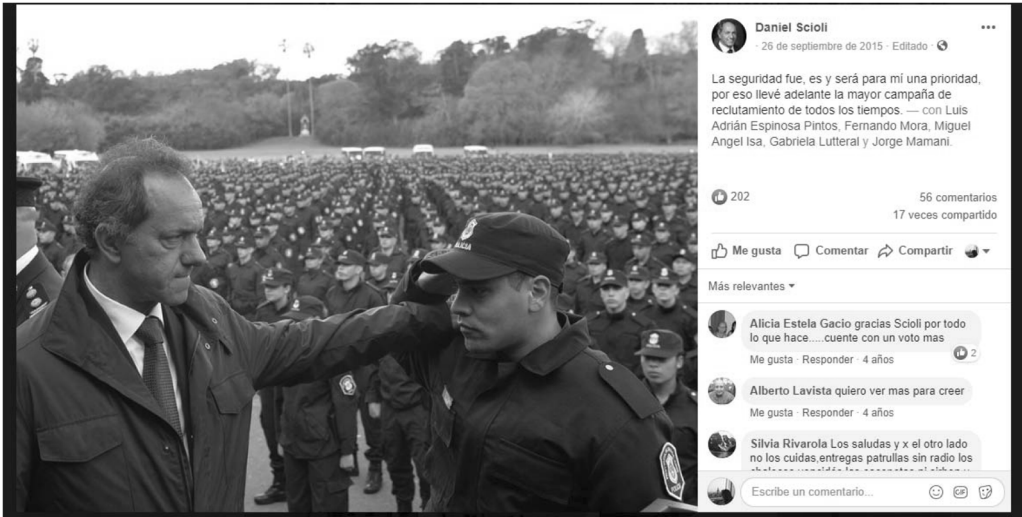 POLICIA
Daniel Scioli
26 de septiembre de 2015 · Editado ·
La seguridad fue, es y será para mí una prioridad,
por eso llevé adelante la mayor campaña de
reclutamiento de todos los tiempos. — con Luis
Adrián Espinosa Pintos, Fernando Mora, Miguel
Angel Isa, Gabriela Lutteral y Jorge Mamani.
202
56 comentarios
17 veces compartido
Me gusta Comentar Compartir
Más relevantes
Alicia Estela Gacio gracias Scioli por todo
lo que hace.....cuente con un voto mas
2
Me gusta · Responder · 4 años
Alberto Lavista quiero ver mas para creer
Me gusta · Responder · 4 años
Silvia Rivarola Los saludas y x el otro lado
no los cuidas,entregas patrullas sin radio los
Escribe un comentario...
GIF